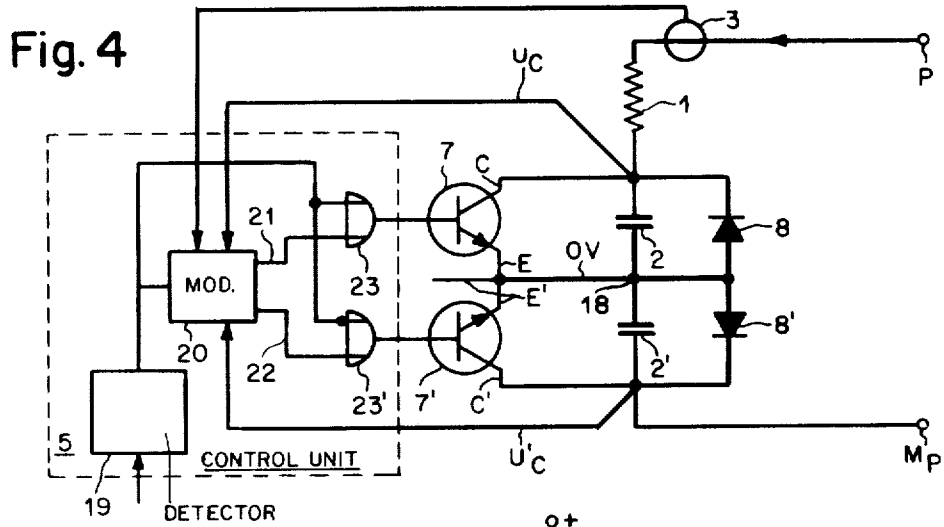 Fig. 4
3
P
U_C
1
7
C
21
MOD.
23
E
OV
2
8
E'
18
20
22
23'
7'
C'
2'
8'
5
CONTROL UNIT
U'_C
M_P
19
DETECTOR
o+